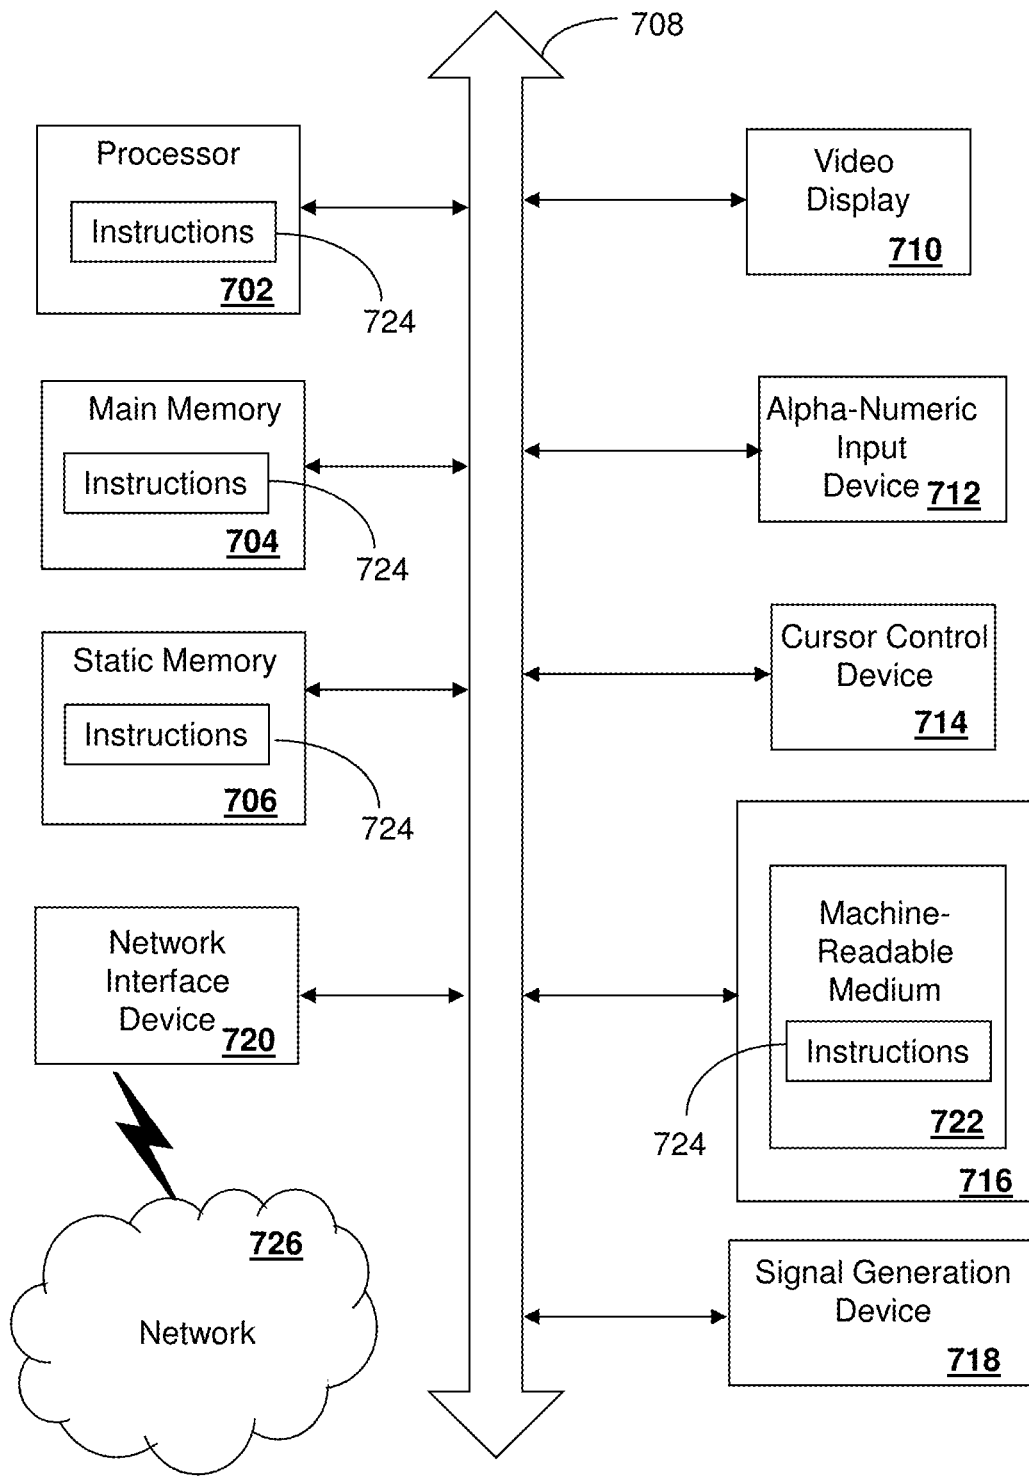 708
Processor
Instructions
702
724
Main Memory
Instructions
704
724
Static Memory
Instructions
706
724
Network
Interface
Device
720
726
Network
Video
Display
710
Alpha-Numeric
Input
Device
712
Cursor Control
Device
714
Machine-
Readable
Medium
Instructions
724
722
716
Signal Generation
Device
718